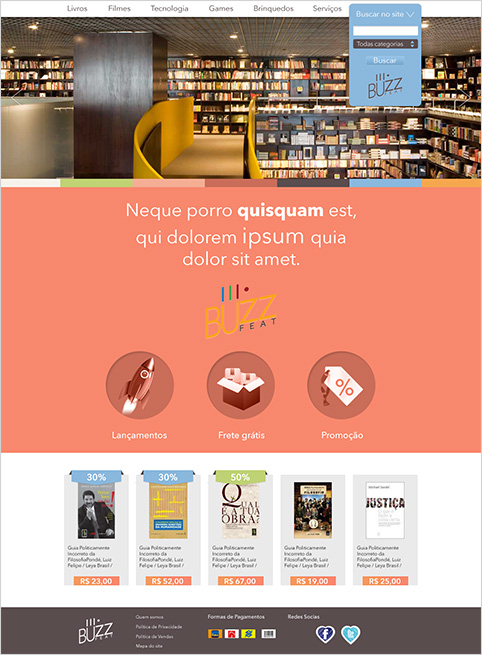 Livros Filmes Tecnologia Games Brinquedos Serviços
Buscar no site
Todas categorias
Buscar
BUZZ
FEAT
Neque porro quisquam est,
qui dolorem ipsum quia
dolor sit amet.
BUZZ
FEAT
Lançamentos Frete grátis Promoção
30% 30% 50%
Q
OBRA?
FILOSOFIA
JUSTIÇA
Guia Politicamente Guia Politicamente Guia Politicamente Guia Politicamente Guia Politicamente
Incorreto da Incorreto da Incorreto da Incorreto da Incorreto da
FilosofiaPondé, Luiz FilosofiaPondé, Luiz FilosofiaPondé, Luiz FilosofiaPondé, Luiz FilosofiaPondé, Luiz
Felipe / Leya Brasil / Felipe / Leya Brasil / Felipe / Leya Brasil / Felipe / Leya Brasil / Felipe / Leya Brasil /
R$ 23,00 R$ 52,00 R$ 67,00 R$ 19,00 R$ 25,00
BUZZ
FEAT
Quem somos
Política de Privacidade
Política de Vendas
Mapa do site
Formas de Pagamentos
Redes Socias